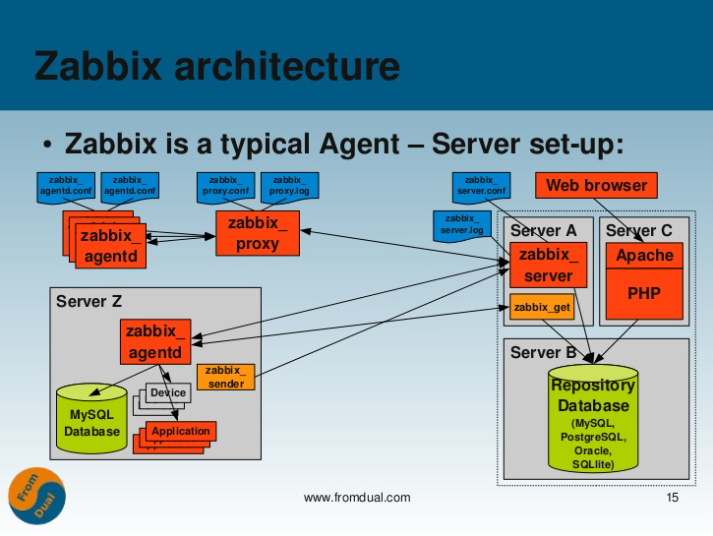 Zabbix architecture
• Zabbix is a typical Agent – Server set-up:
zabbix_
agentd.conf
zabbix_
agentd.conf
zabbix_
proxy.conf
zabbix_
proxy.log
zabbix_
server.conf
Web browser
zabbix_
server.log
zabbix_
agentd
zabbix_
proxy
Server A
zabbix_
server
zabbix_get
Server C
Apache
PHP
Server Z
zabbix_
agentd
zabbix_
sender
MySQL
Database
Device
Application
Server B
Repository
Database
(MySQL,
PostgreSQL,
Oracle,
SQLlite)
From
Dual
www.fromdual.com
15